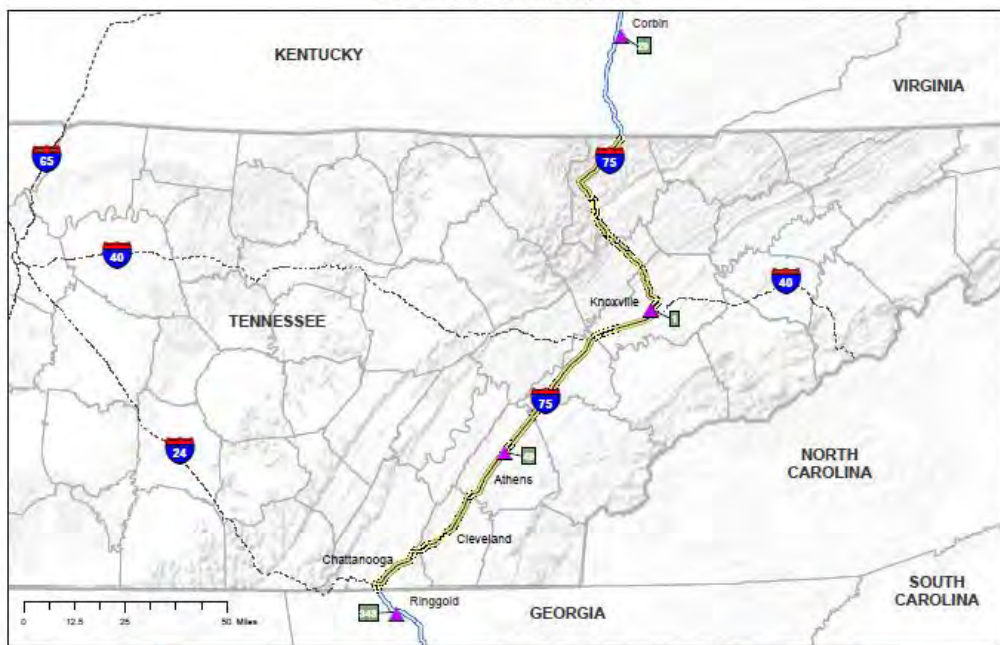 Corbin
KENTUCKY
VIRGINIA
65
75
40
40
Knoxville
1
TENNESSEE
75
24
NORTH
CAROLINA
Athens
Cleveland
Chattanooga
SOUTH
CAROLINA
Ringgold
GEORGIA
0 12.5 25 50 Miles